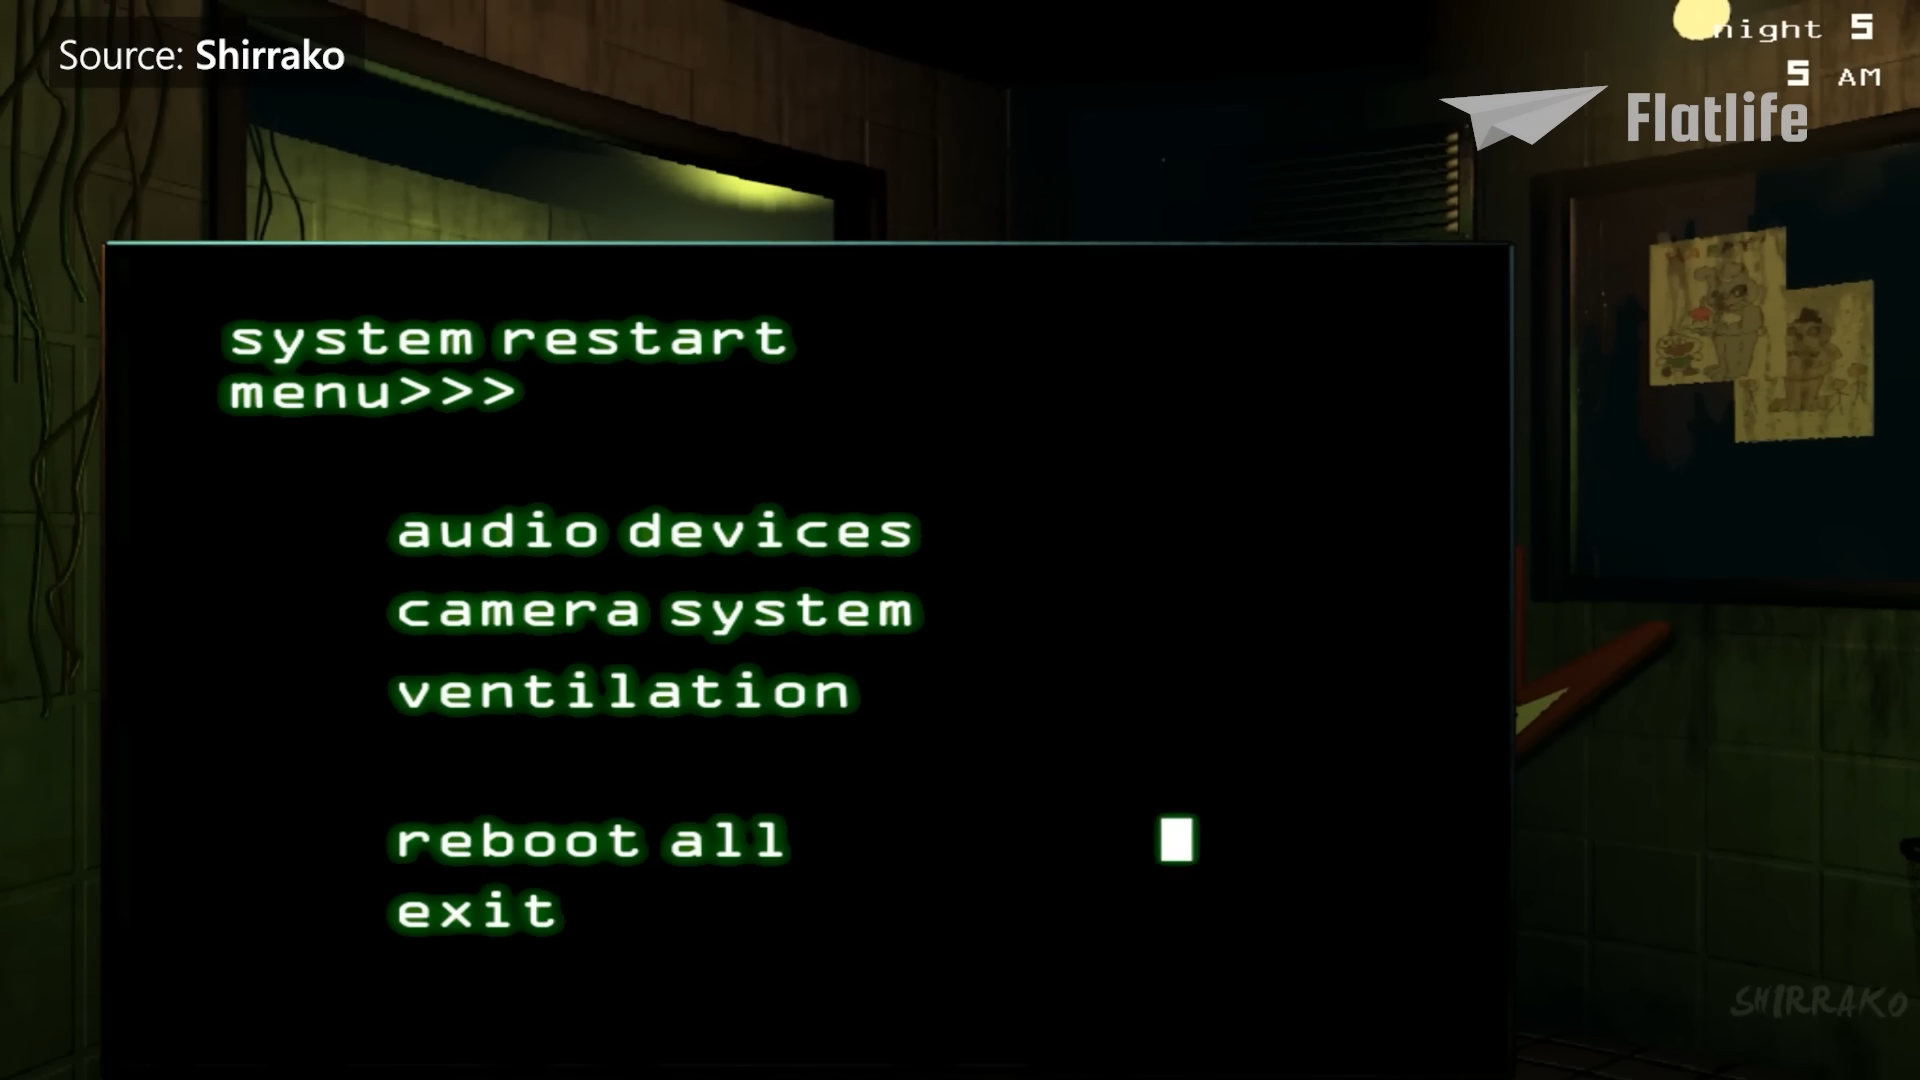 Source: Shirrako
night 5
5 AM
Flatlife
system restart
menu>>>
audio devices
camera system
ventilation
reboot all
exit
SHIRRAKO